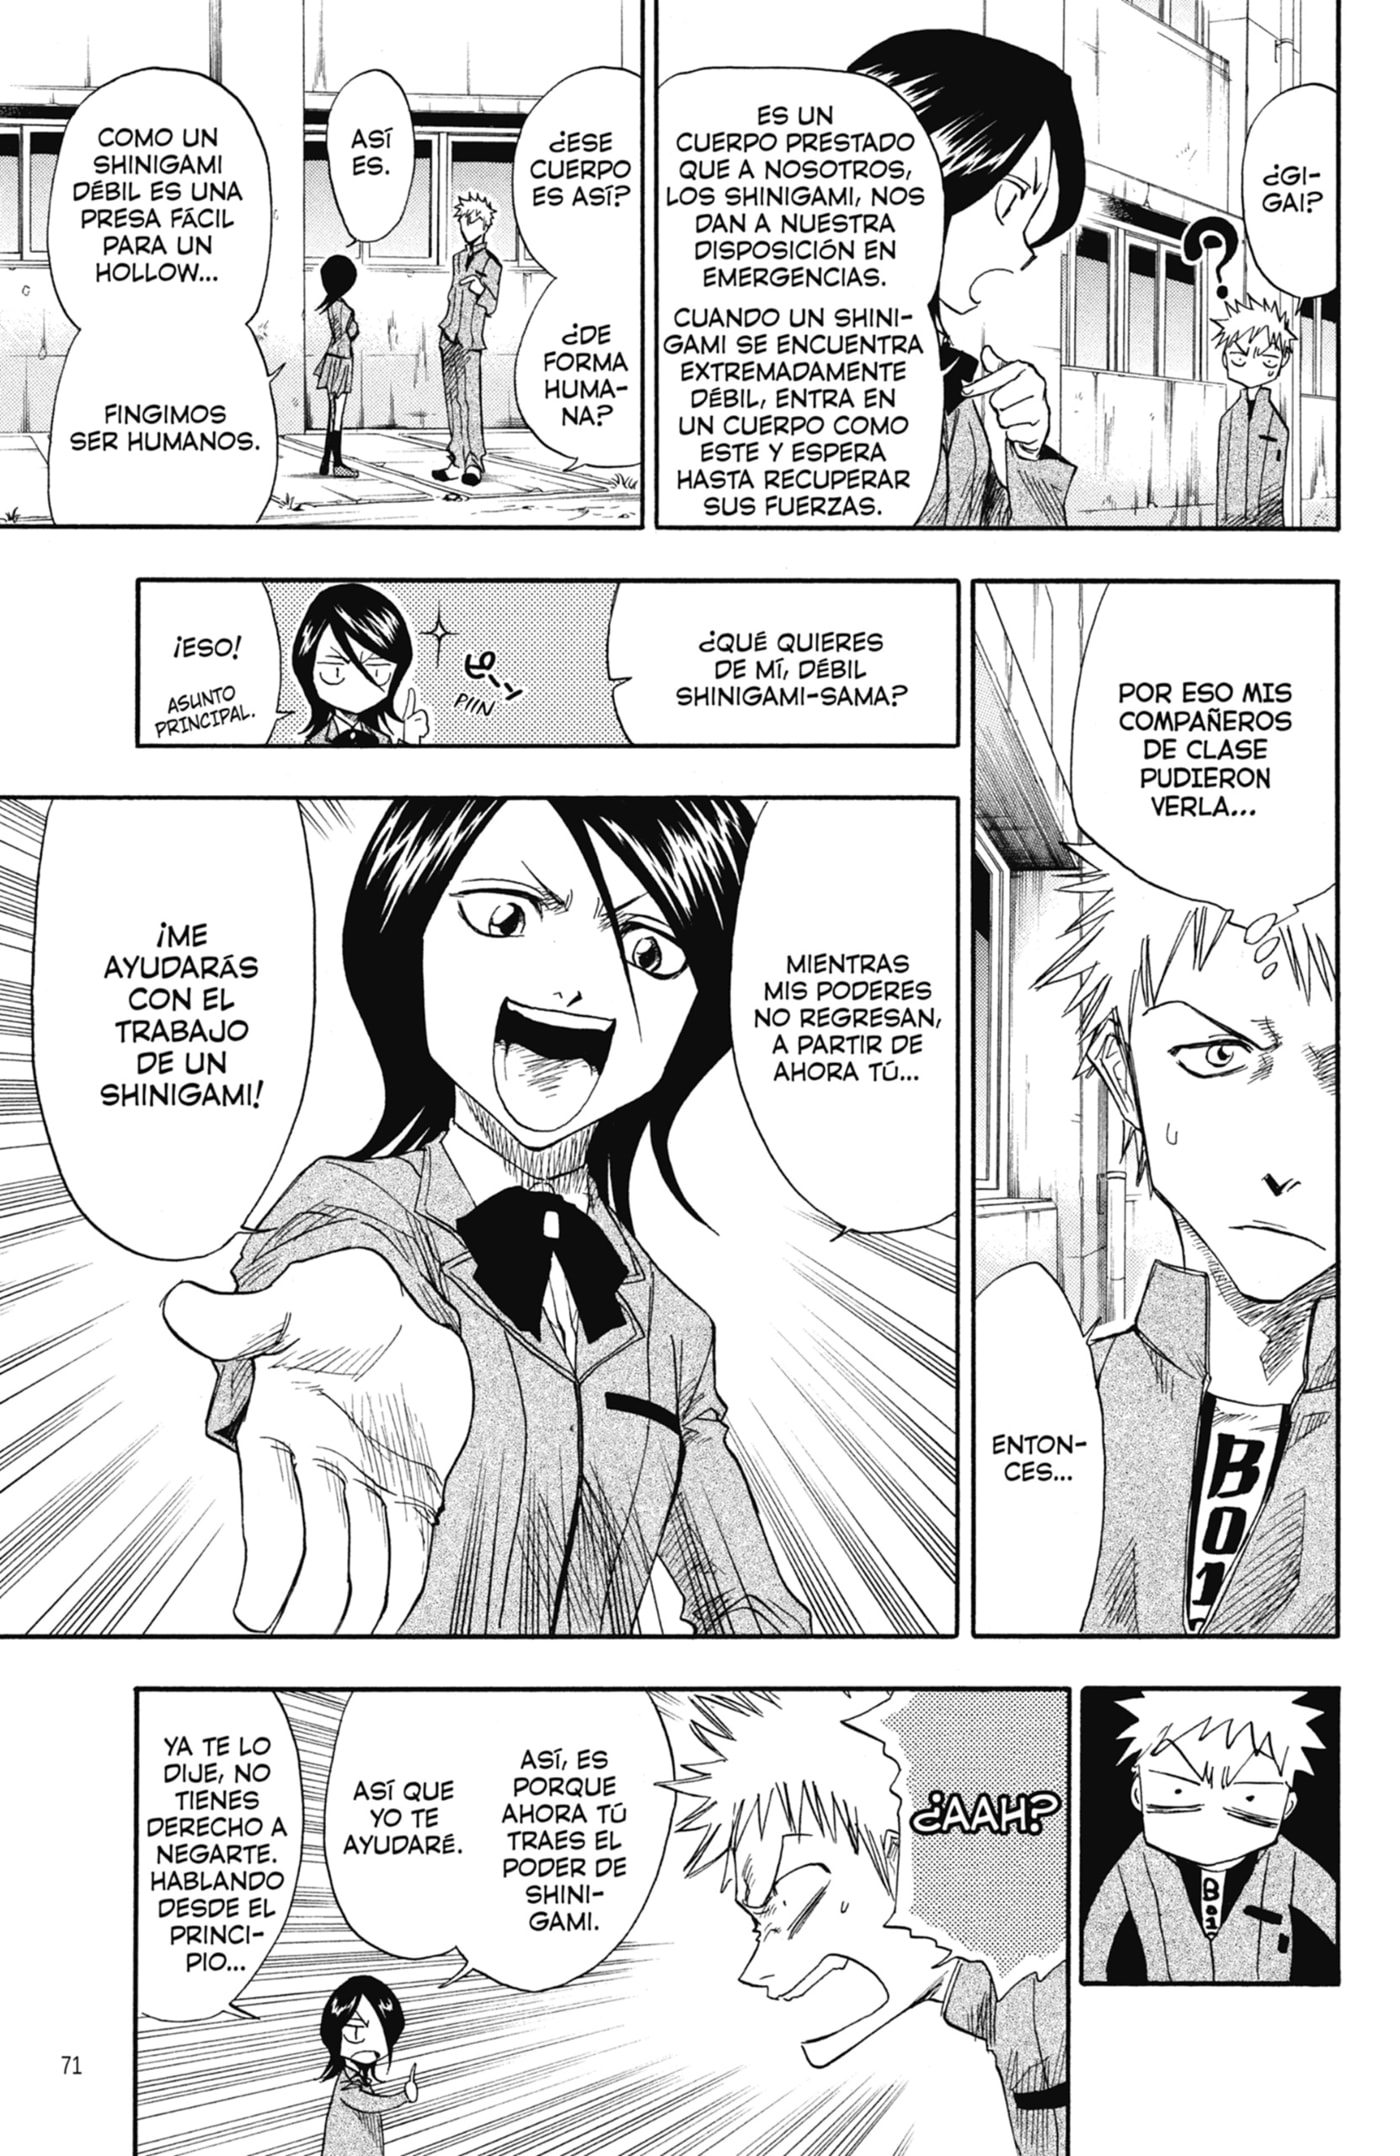 ¿GI-
GAI?
ES UN
CUERPO PRESTADO
QUE A NOSOTROS,
LOS SHINIGAMI, NOS
DAN A NUESTRA
DISPOSICIÓN EN
EMERGENCIAS.
CUANDO UN SHINI-
GAMI SE ENCUENTRA
EXTREMADAMENTE
DÉBIL, ENTRA EN
UN CUERPO COMO
ESTE Y ESPERA
HASTA RECUPERAR
SUS FUERZAS.
?
¿ESE
CUERPO
ES ASÍ?
¿DE
FORMA
HUMA-
NA?
ASÍ
ES.
COMO UN
SHINIGAMI
DÉBIL ES UNA
PRESA FÁCIL
PARA UN
HOLLOW...
FINGIMOS
SER HUMANOS.
POR ESO MIS
COMPAÑEROS
DE CLASE
PUDIERON
VERLA...
ENTON-
CES...
BO1
¿QUÉ QUIERES
DE MÍ, DÉBIL
SHINIGAMI-SAMA?
ピーン
PIIN
¡ESO!
ASUNTO
PRINCIPAL.
MIENTRAS
MIS PODERES
NO REGRESAN,
A PARTIR DE
AHORA TÚ...
¡ME
AYUDARÁS
CON EL
TRABAJO
DE UN
SHINIGAMI!
BO1
¿AAH?
ASÍ, ES
PORQUE
AHORA TÚ
TRAES EL
PODER DE
SHINI-
GAMI.
ASÍ QUE
YO TE
AYUDARÉ.
YA TE LO
DIJE, NO
TIENES
DERECHO A
NEGARTE.
HABLANDO
DESDE EL
PRINCI-
PIO...
71